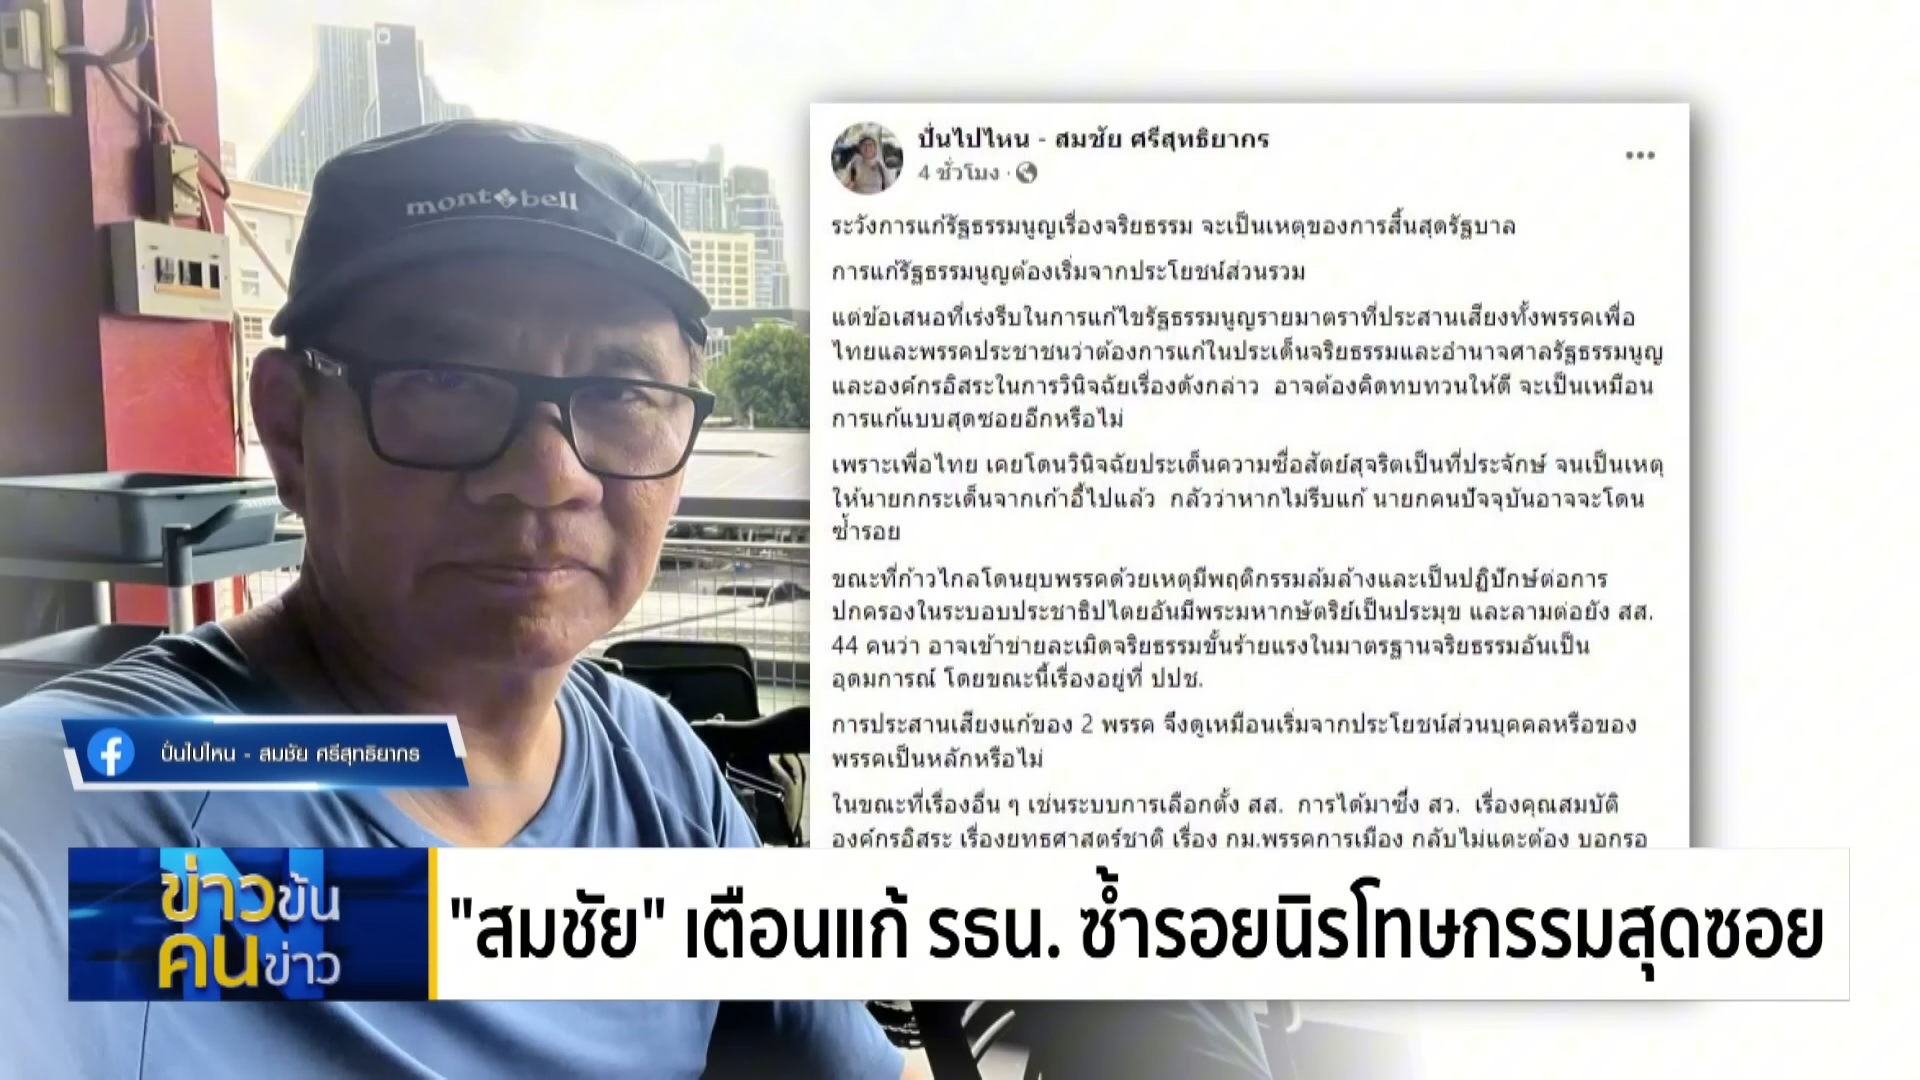 mont bell
ปั่นไปไหน - สมชัย ศรีสุทธิยากร
4 ชั่วโมง ·
ระวังการแก้รัฐธรรมนูญเรื่องจริยธรรม จะเป็นเหตุของการสิ้นสุดรัฐบาล
การแก้รัฐธรรมนูญต้องเริ่มจากประโยชน์ส่วนรวม
แต่ข้อเสนอที่เร่งรีบในการแก้ไขรัฐธรรมนูญรายมาตราที่ประสานเสียงทั้งพรรคเพื่อ
ไทยและพรรคประชาชนว่าต้องการแก้ในประเด็นจริยธรรมและอำนาจศาลรัฐธรรมนูญ
และองค์กรอิสระในการวินิจฉัยเรื่องดังกล่าว อาจต้องคิดทบทวนให้ดี จะเป็นเหมือน
การแก้แบบสุดซอยอีกหรือไม่
เพราะเพื่อไทย เคยโดนวินิจฉัยประเด็นความซื่อสัตย์สุจริตเป็นที่ประจักษ์ จนเป็นเหตุ
ให้นายกกระเด็นจากเก้าอี้ไปแล้ว กลัวว่าหากไม่รีบแก้ นายกคนปัจจุบันอาจจะโดน
ซ้ำรอย
ขณะที่ก้าวไกลโดนยุบพรรคด้วยเหตุมีพฤติกรรมล้มล้างและเป็นปฏิปักษ์ต่อการ
ปกครองในระบอบประชาธิปไตยอันมีพระมหากษัตริย์เป็นประมุข และลามต่อยัง สส.
44 คนว่า อาจเข้าข่ายละเมิดจริยธรรมขั้นร้ายแรงในมาตรฐานจริยธรรมอันเป็น
อุดมการณ์ โดยขณะนี้เรื่องอยู่ที่ ปปช.
การประสานเสียงแก้ของ 2 พรรค จึงดูเหมือนเริ่มจากประโยชน์ส่วนบุคคลหรือของ
พรรคเป็นหลักหรือไม่
ในขณะที่เรื่องอื่น ๆ เช่นระบบการเลือกตั้ง สส. การได้มาซึ่ง สว. เรื่องคุณสมบัติ
องค์กรอิสระ เรื่องยุทธศาสตร์ชาติ เรื่อง กม.พรรคการเมือง กลับไม่แตะต้อง บอกรอ
ปั่นไปไหน - สมชัย ศรีสุทธิยากร
ข่าวข้น
คนข่าว
"สมชัย" เตือนแก้ รธน. ซ้ำรอยนิรโทษกรรมสุดซอย